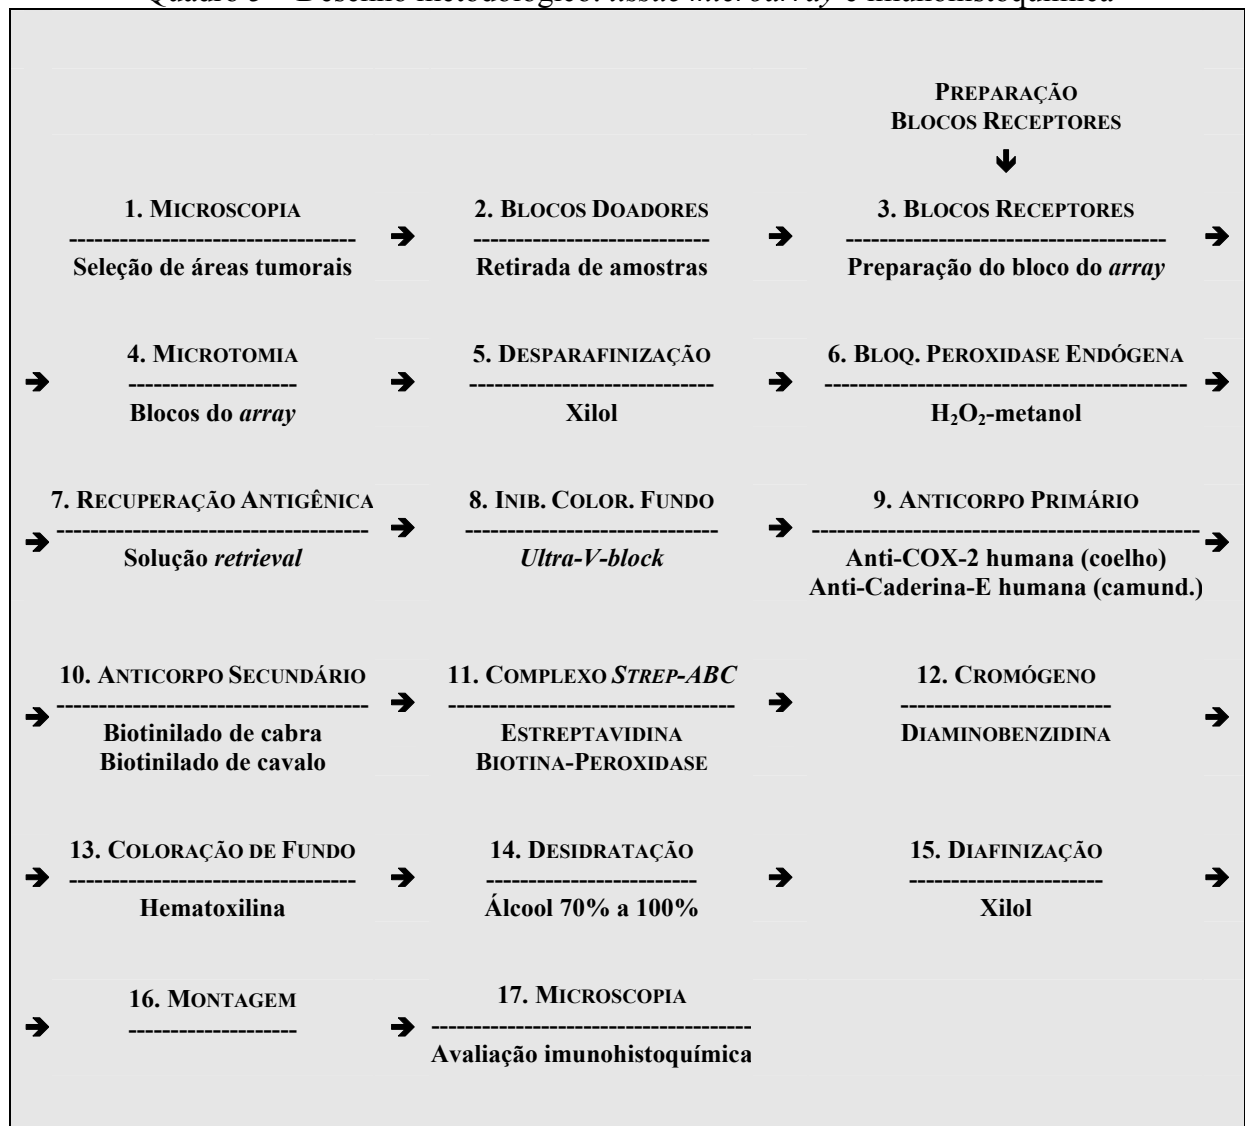 Quadro 3 – Desenho metodológico: tissue microarray e imunohistoquímica
PREPARAÇÃO
BLOCOS RECEPTORES
🡫
1. MICROSCOPIA 🡪 2. BLOCOS DOADORES 🡪 3. BLOCOS RECEPTORES 🡪
Seleção de áreas tumorais Retirada de amostras Preparação do bloco do array
🡪 4. MICROTOMIA 🡪 5. DESPARAFINIZAÇÃO 🡪 6. BLOQ. PEROXIDASE ENDÓGENA 🡪
Blocos do array Xilol H₂O₂-metanol
🡪 7. RECUPERAÇÃO ANTIGÊNICA 🡪 8. INIB. COLOR. FUNDO 🡪 9. ANTICORPO PRIMÁRIO 🡪
Solução retrieval Ultra-V-block Anti-COX-2 humana (coelho)
Anti-Caderina-E humana (camund.)
🡪 10. ANTICORPO SECUNDÁRIO 🡪 11. COMPLEXO STREP-ABC 🡪 12. CROMÓGENO 🡪
Biotinilado de cabra ESTREPTAVIDINA DIAMINOBENZIDINA
Biotinilado de cavalo BIOTINA-PEROXIDASE
🡪 13. COLORAÇÃO DE FUNDO 🡪 14. DESIDRATAÇÃO 🡪 15. DIAFINIZAÇÃO 🡪
Hematoxilina Álcool 70% a 100% Xilol
🡪 16. MONTAGEM 🡪 17. MICROSCOPIA
Avaliação imunohistoquímica